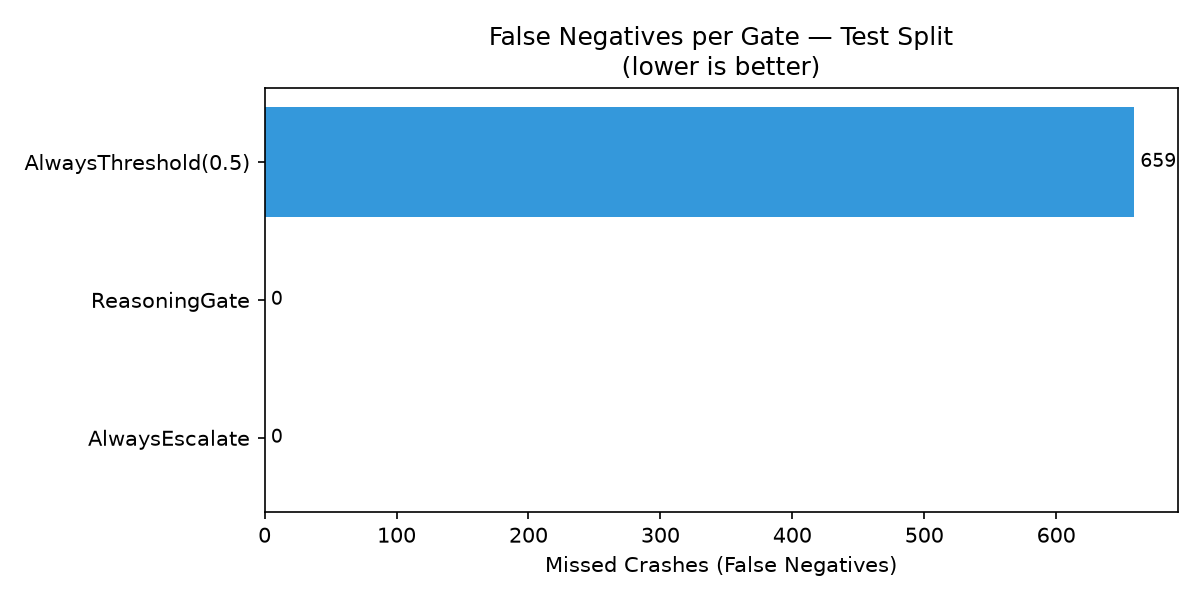 False Negatives per Gate — Test Split
(lower is better)
AlwaysThreshold(0.5)
659
ReasoningGate
0
AlwaysEscalate
0
0 100 200 300 400 500 600
Missed Crashes (False Negatives)